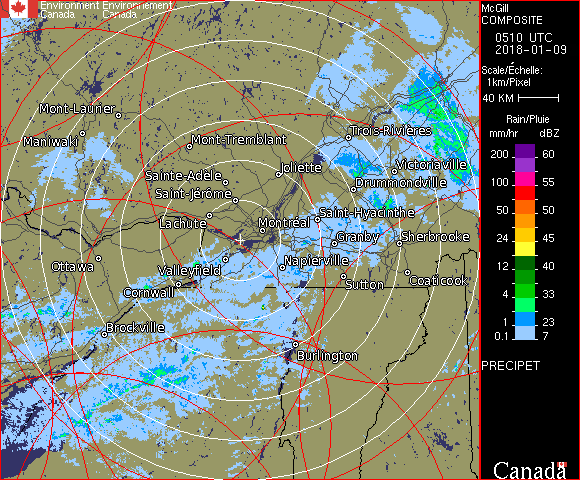 Environment Environnement
Canada Canada
McGill
COMPOSITE
0510 UTC
2018-01-09
Scale/Échelle:
1km/Pixel
40 KM
Rain/Pluie
mm/hr dBZ
200 60
100 55
50 50
24 45
12 40
4 33
1 23
0.1 7
PRECIPET
Canada
Mont-Laurier
Maniwaki
Mont-Tremblant
Trois-Rivières
Joliette
Victoriaville
Sainte-Adèle
Drummondville
Saint-Jérôme
Saint-Hyacinthe
Lachute
Montréal
Granby
Sherbrooke
Ottawa
Valleyfield
Napierville
Sutton
Coaticook
Cornwall
Brockville
Burlington